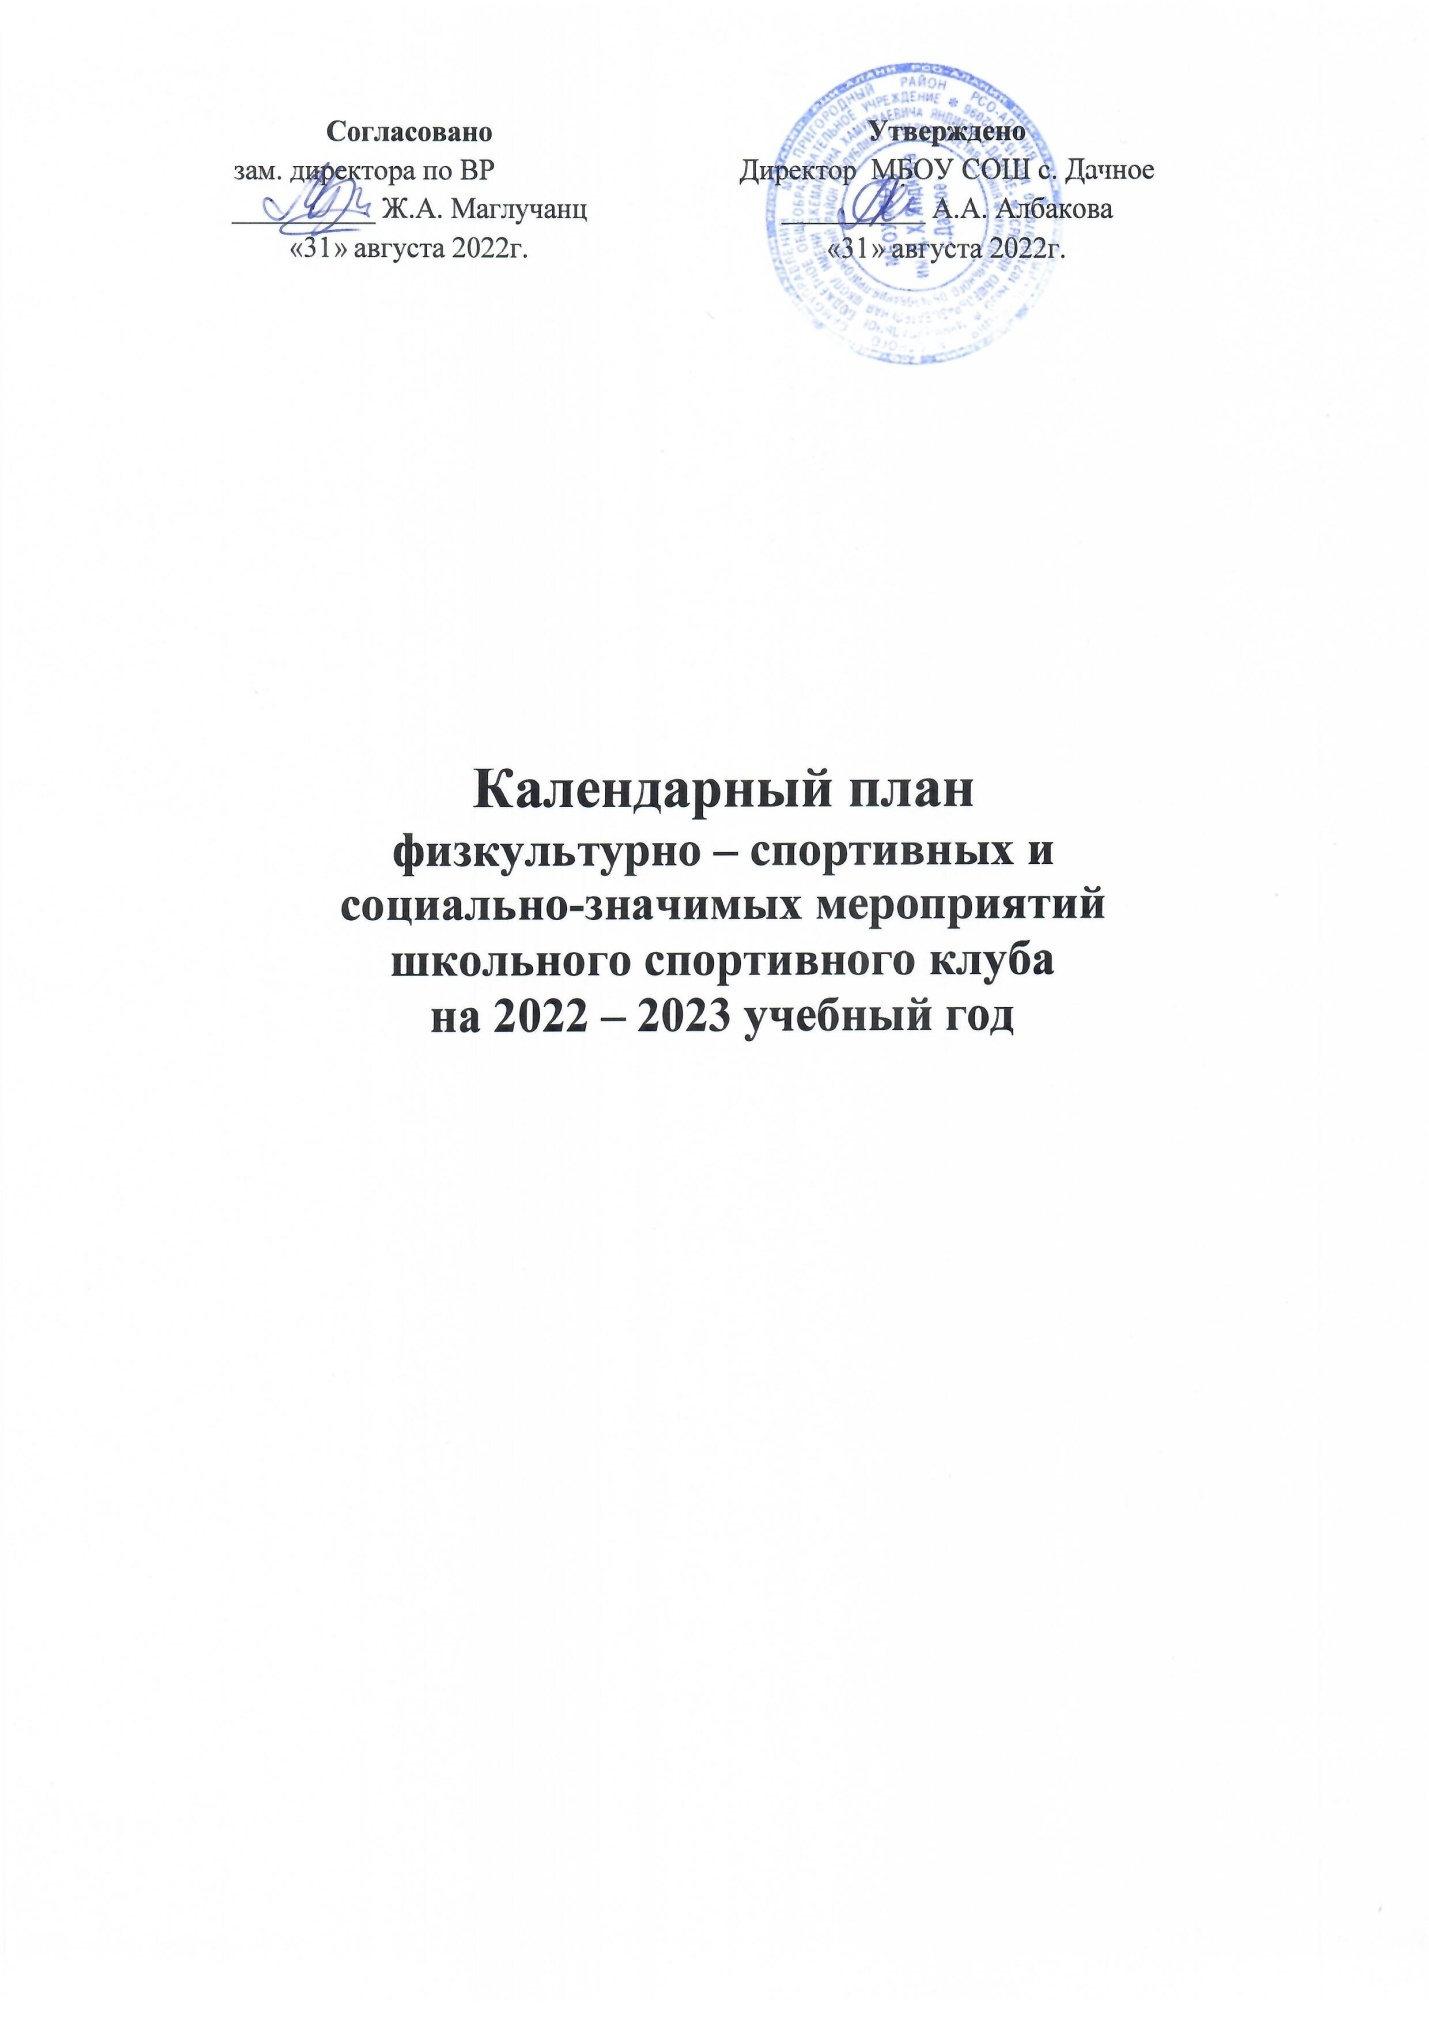 Согласовано
зам. директора по ВР
Ж.А. Маглучанц
«31» августа 2022г.
Утверждено
Директор МБОУ СОШ с. Дачное
А.А. Албакова
«31» августа 2022г.
Календарный план
физкультурно – спортивных и
социально-значимых мероприятий
школьного спортивного клуба
на 2022 – 2023 учебный год